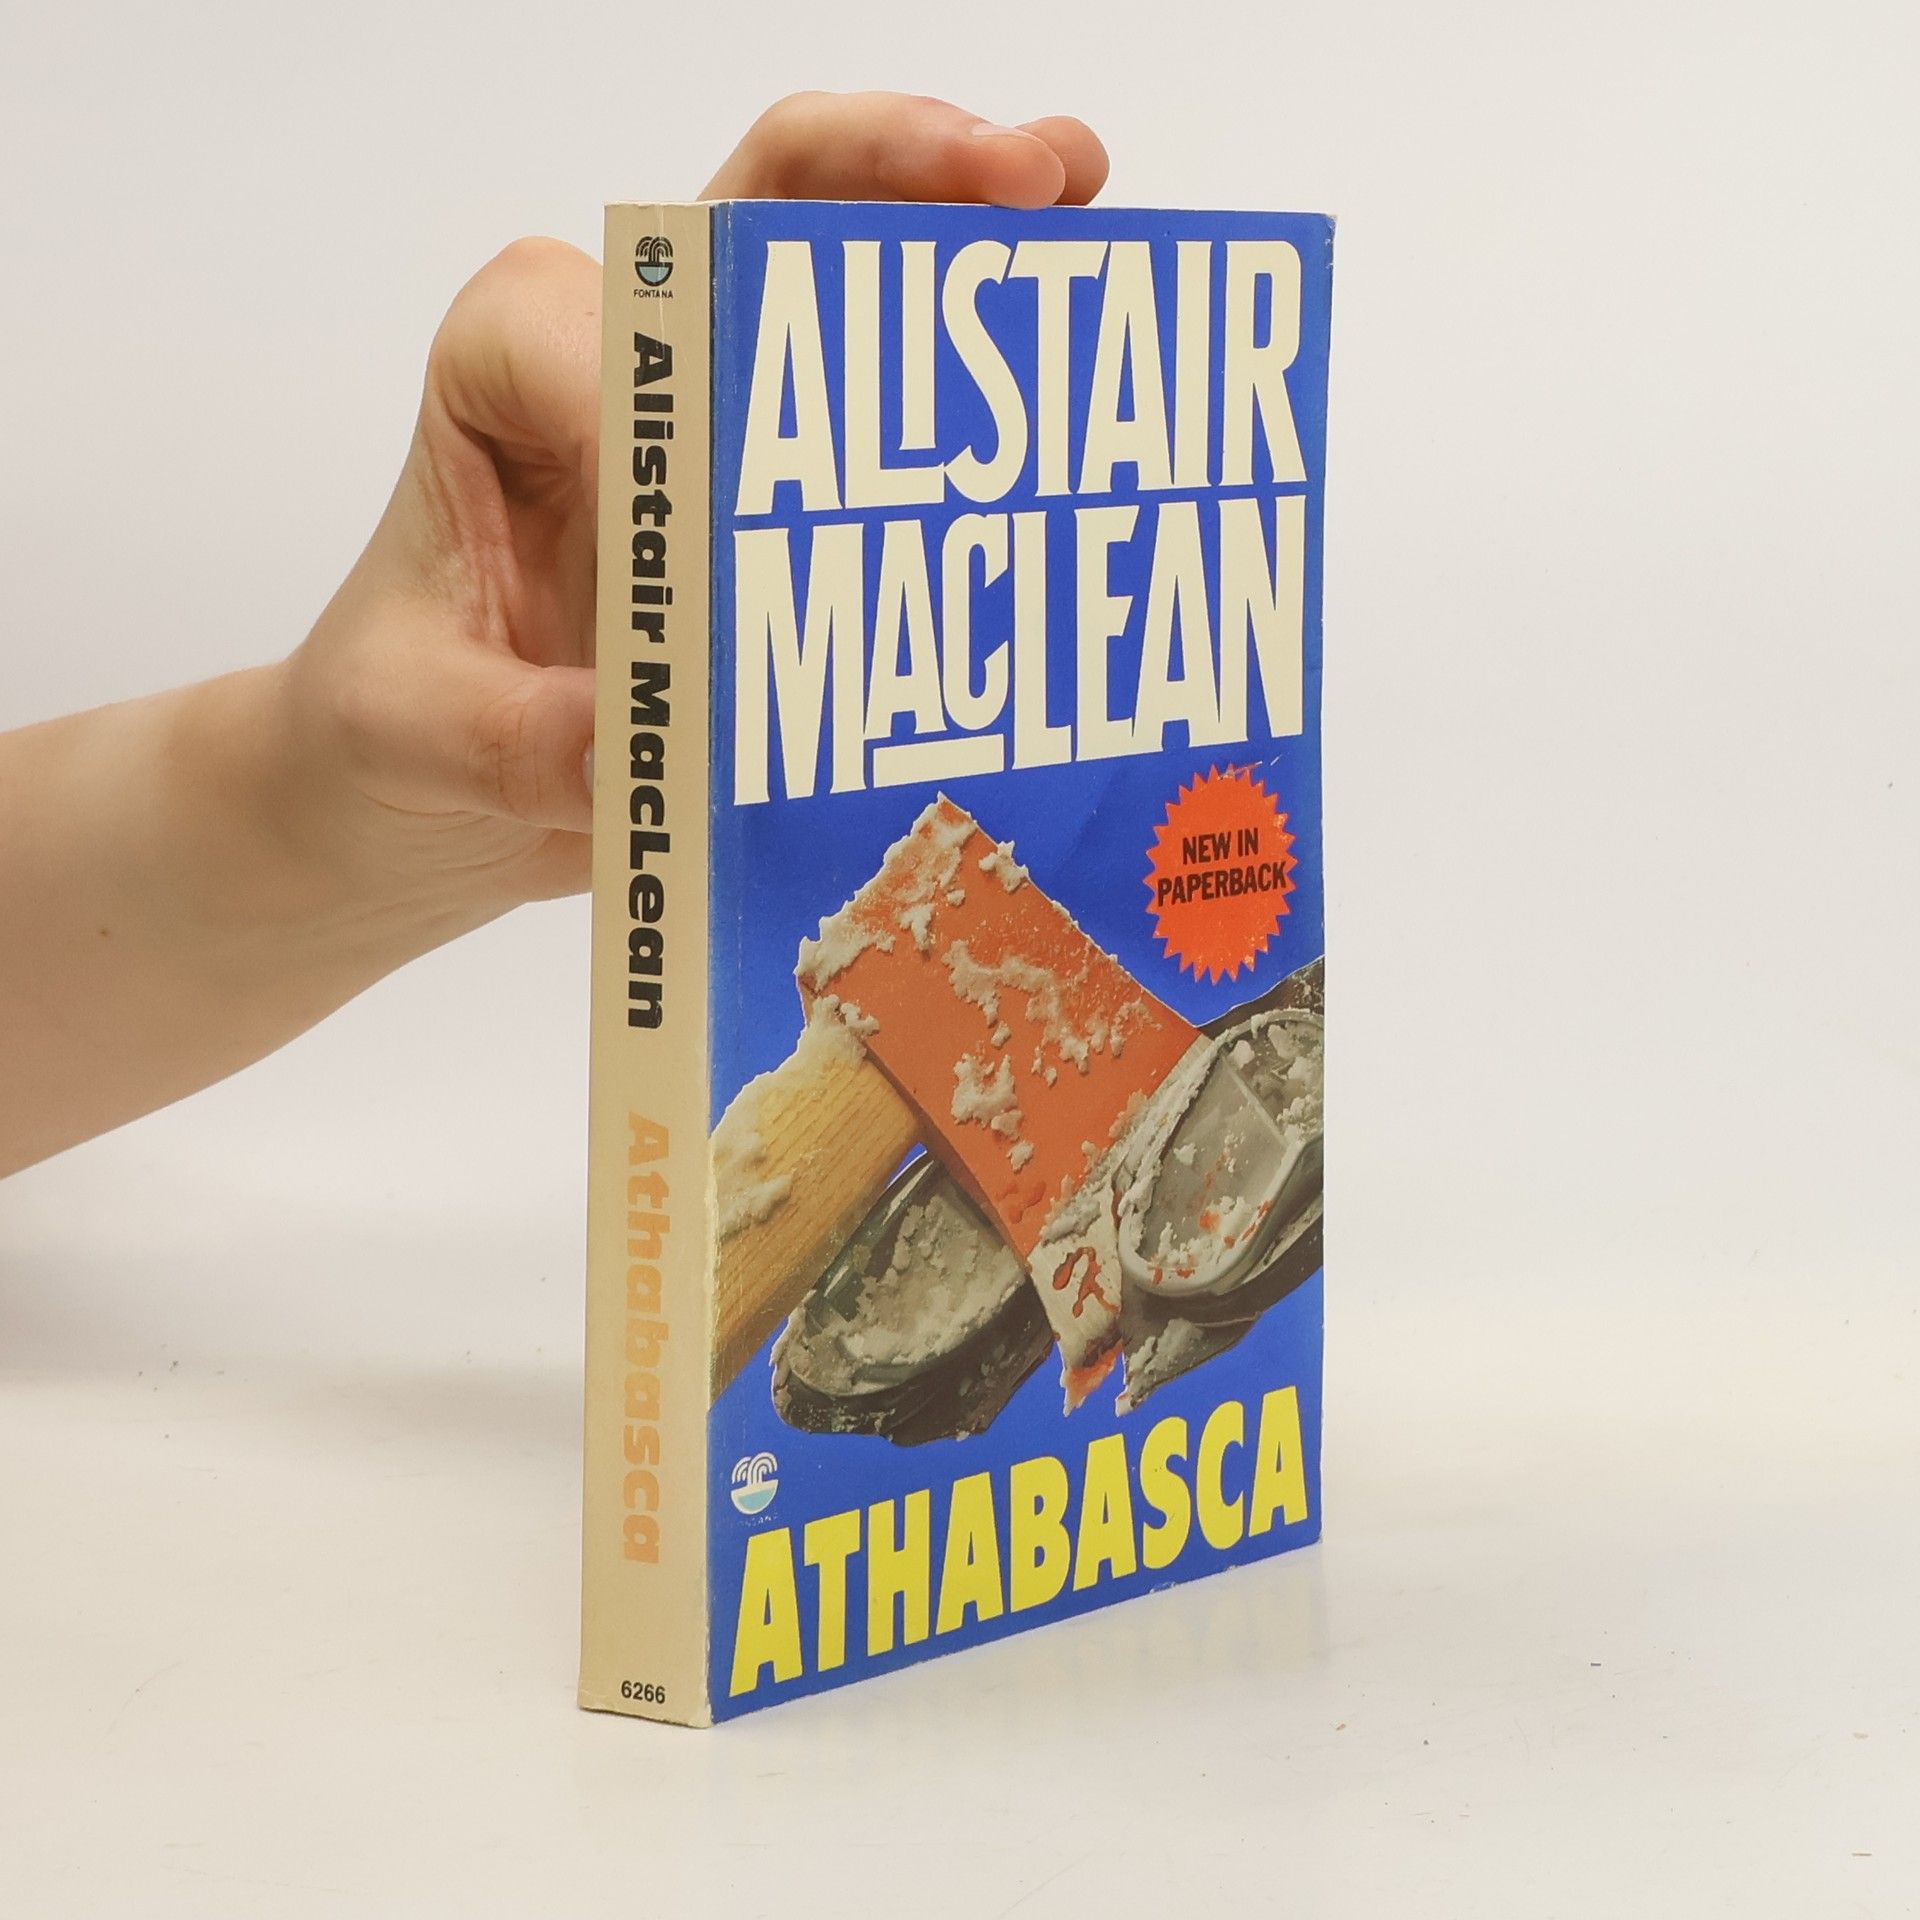 FONTANA
Alistair MacLean Athabasca
6266
ALISTAIR
MACLEAN
NEW IN
PAPERBACK
ATHABASCA